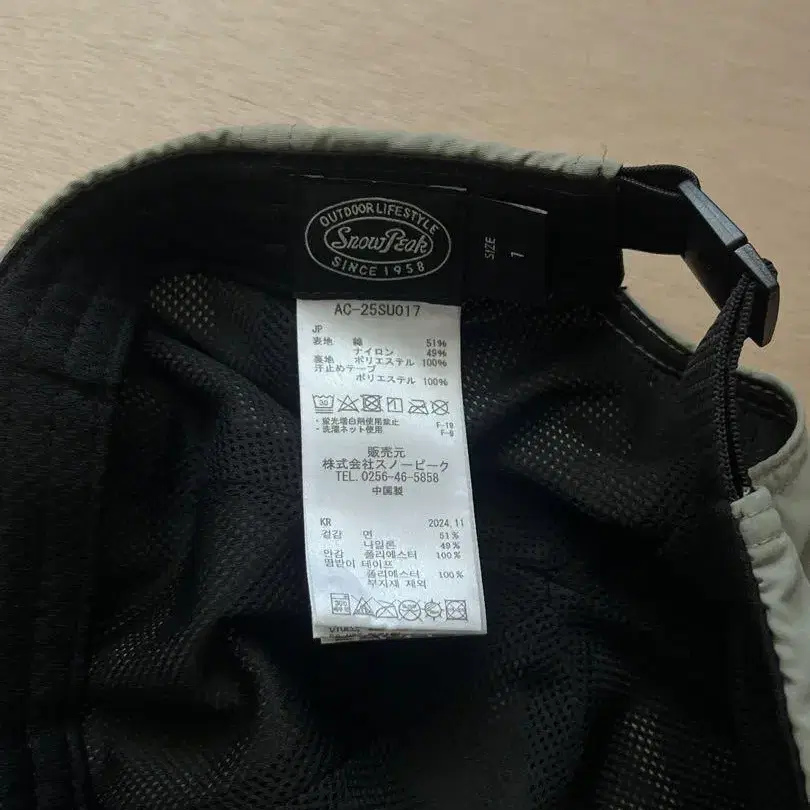 OUTDOOR LIFESTYLE
Snow Peak
SINCE 1958
SIZE 1
AC-25SU017
JP
表地 綿 51%
ナイロン 49%
裏地 ポリエステル 100%
汗止めテープ
ポリエステル 100%
・蛍光増白剤使用禁止 F-19
・洗濯ネット使用 F-6
販売元
株式会社スノーピーク
TEL.0256-46-5858
中国製
KR 2024.11
겉감 면 51%
나일론 49%
안감 폴리에스터 100%
땀받이 테이프
폴리에스터 100%
부자재 제외